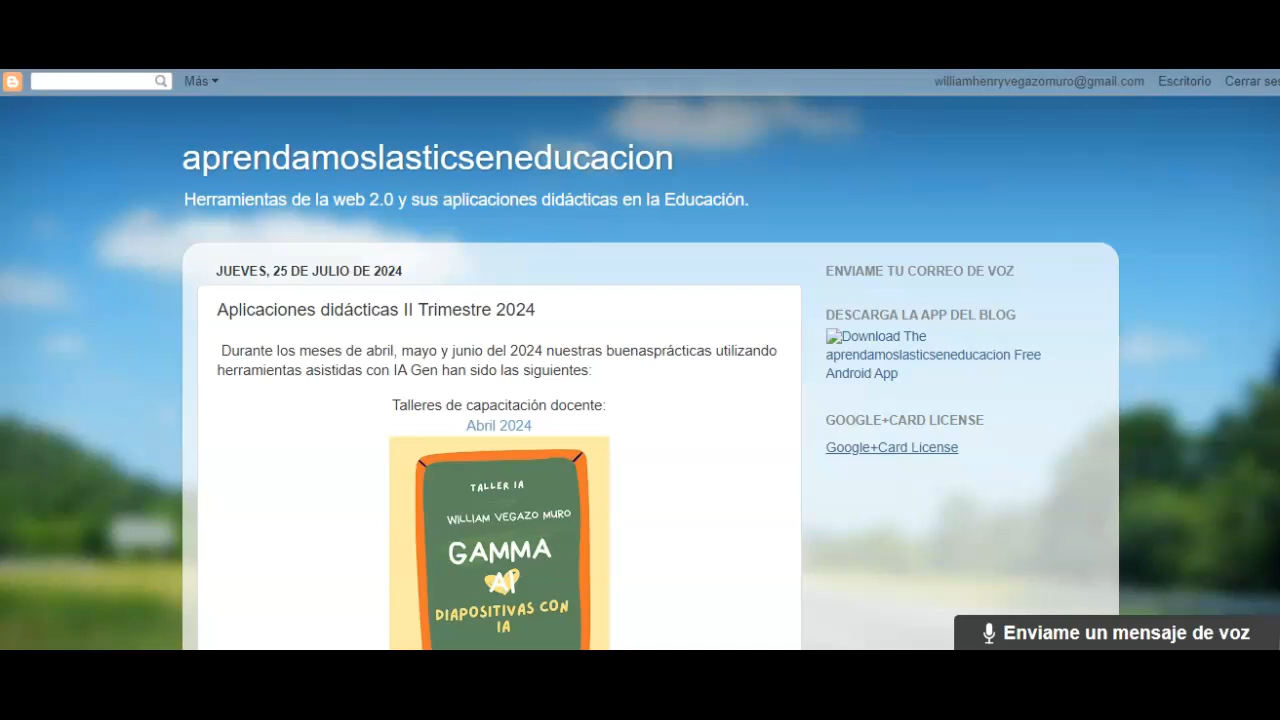 Más
williamhenryvegazomuro@gmail.com Escritorio Cerrar ses
aprendamoslasticseneducacion
Herramientas de la web 2.0 y sus aplicaciones didácticas en la Educación.
JUEVES, 25 DE JULIO DE 2024
Aplicaciones didácticas II Trimestre 2024
Durante los meses de abril, mayo y junio del 2024 nuestras buenasprácticas utilizando
herramientas asistidas con IA Gen han sido las siguientes:
Talleres de capacitación docente:
Abril 2024
TALLER IA
WILLIAM VEGAZO MURO
GAMMA
AI
DIAPOSITIVAS CON
IA
ENVIAME TU CORREO DE VOZ
DESCARGA LA APP DEL BLOG
Download The
aprendamoslasticseneducacion Free
Android App
GOOGLE+CARD LICENSE
Google+Card License
Enviame un mensaje de voz